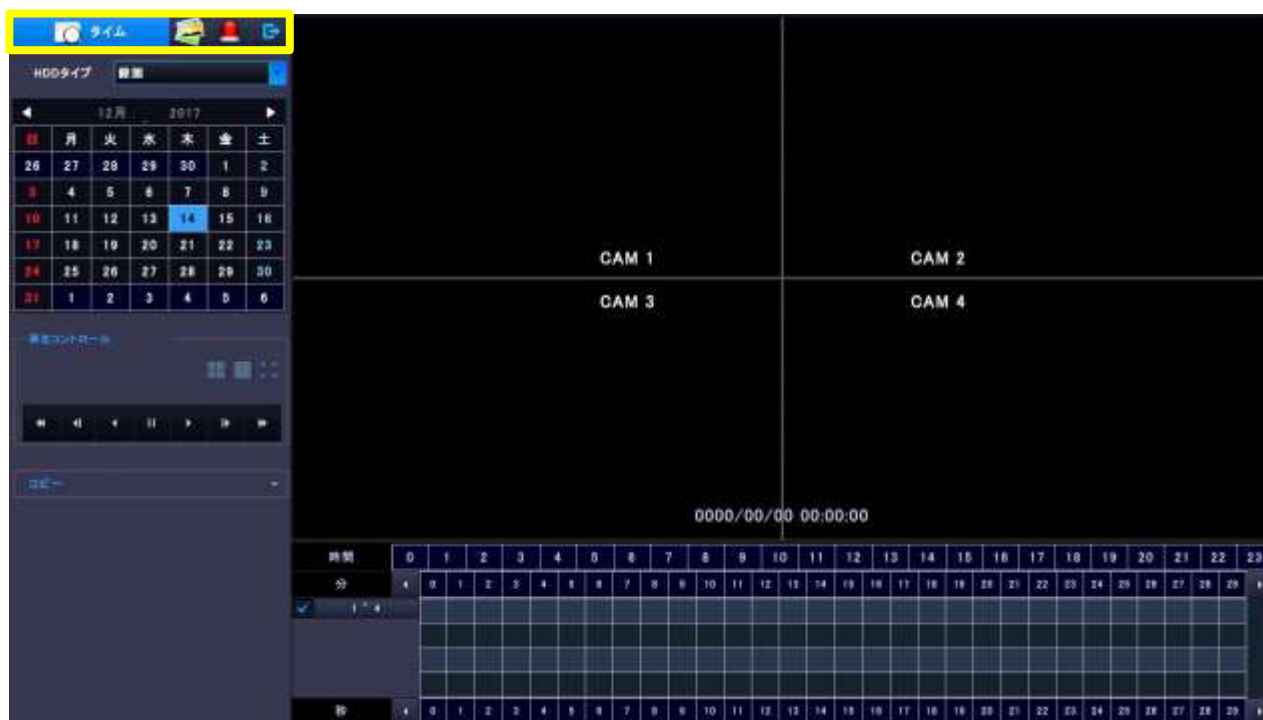 タイム
HDDタイプ 録画
12月 2017
日 月 火 水 木 金 土
26 27 28 29 30 1 2
3 4 5 6 7 8 9
10 11 12 13 14 15 16
17 18 19 20 21 22 23
24 25 26 27 28 29 30
31 1 2 3 4 5 6
再生コントロール
コピー
CAM 1 CAM 2
CAM 3 CAM 4
0000/00/00 00:00:00
時間 0 1 2 3 4 5 6 7 8 9 10 11 12 13 14 15 16 17 18 19 20 21 22 23
分 0 1 2 3 4 5 6 7 8 9 10 11 12 13 14 15 16 17 18 19 20 21 22 23 24 25 26 27 28 29
1~4
秒 0 1 2 3 4 5 6 7 8 9 10 11 12 13 14 15 16 17 18 19 20 21 22 23 24 25 26 27 28 29